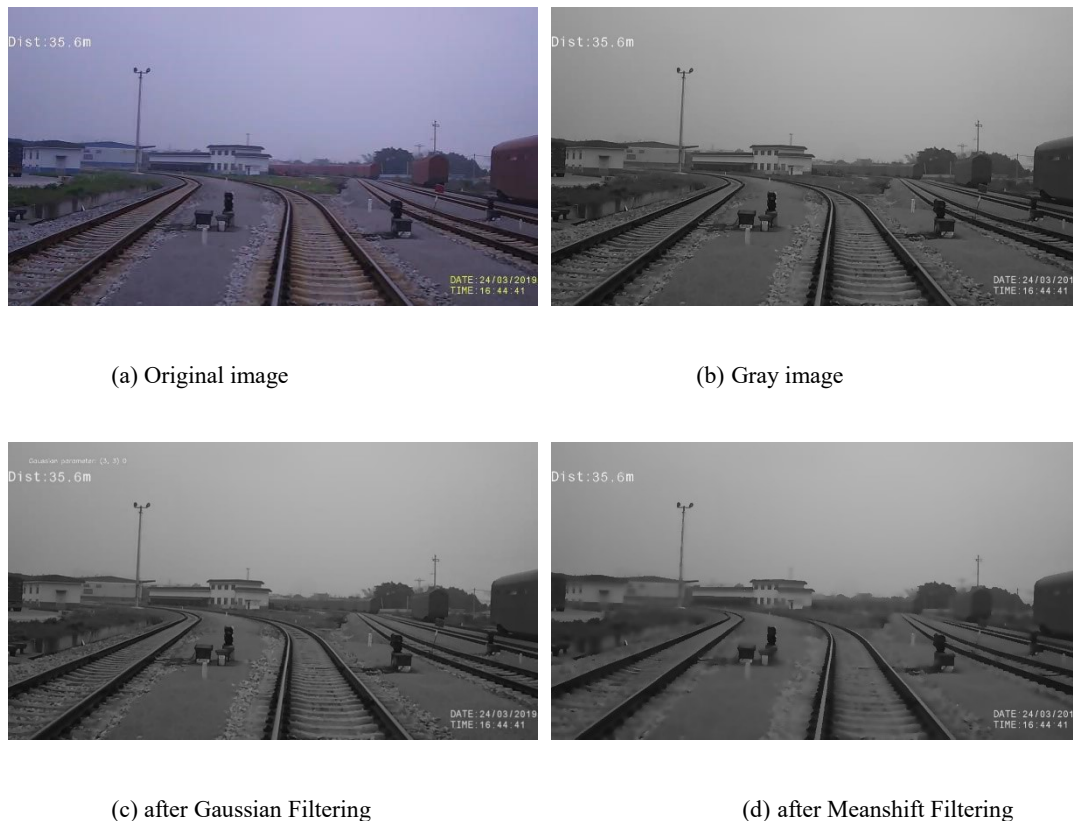 Dist:35.6m
DATE:24/03/2019
TIME:16:44:41
(a) Original image
Dist:35.6m
DATE:24/03/201
TIME:16:44:41
(b) Gray image
Gaussian parameter: (3, 3) 0
Dist:35.6m
DATE:24/03/2019
TIME:16:44:41
(c) after Gaussian Filtering
Dist:35.6m
DATE:24/03/201
TIME:16:44:41
(d) after Meanshift Filtering